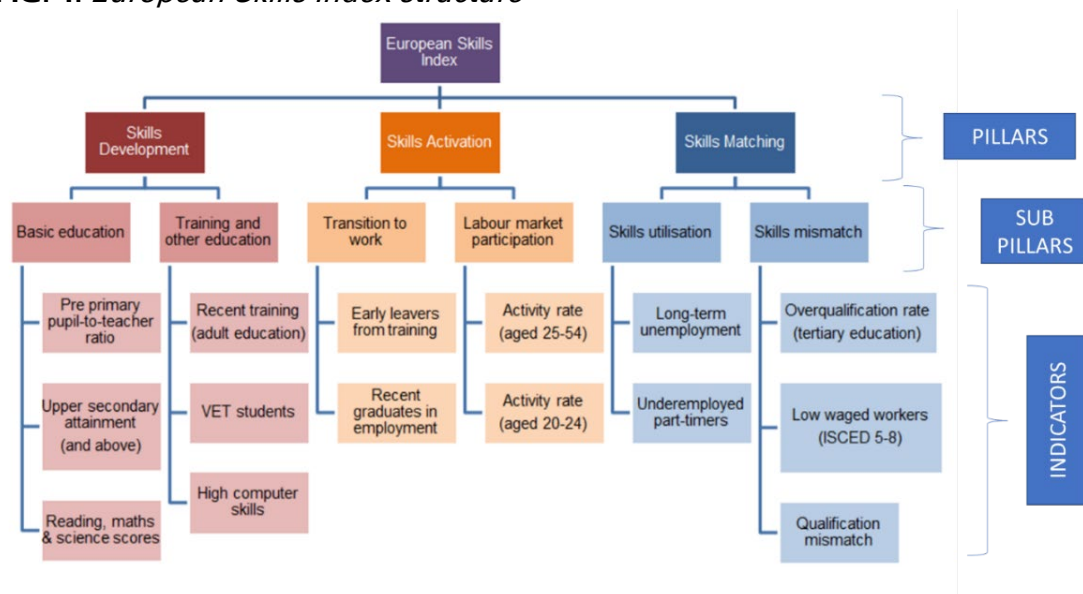 European Skills Index structure
European Skills
Index
Skills
Development
Skills Activation
Skills Matching
PILLARS
Basic education
Training and
other education
Transition to
work
Labour market
participation
Skills utilisation
Skills mismatch
SUB
PILLARS
Pre primary
pupil-to-teacher
ratio
Recent training
(adult education)
Early leavers
from training
Activity rate
(aged 25-54)
Long-term
unemployment
Overqualification rate
(tertiary education)
Upper secondary
attainment
(and above)
VET students
Recent
graduates in
employment
Activity rate
(aged 20-24)
Underemployed
part-timers
Low waged workers
(ISCED 5-8)
Reading, maths
& science scores
High computer
skills
Qualification
mismatch
INDICATORS